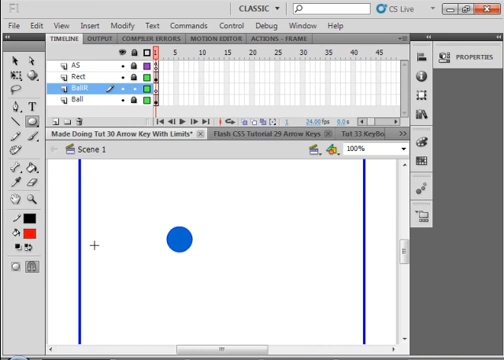 Fl
CLASSIC
CS Live
File Edit View Insert Modify Text Commands Control Debug Window Help
TIMELINE OUTPUT COMPILER ERRORS MOTION EDITOR ACTIONS - FRAME
PROPERTIES
1 5 10 15 20 25 30 35 40 45
AS
Rect
BallR
Ball
1 24.00 fps 0.0 s
Made Doing Tut 30 Arrow Key With Limits* × Flash CS5 Tutorial 29 Arrow Keys × Tut 33 KeyBo
Scene 1 100%